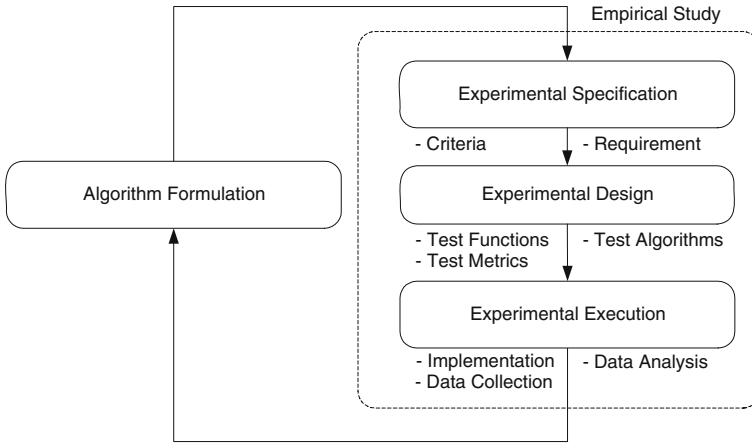 Empirical Study
Experimental Specification
- Criteria
- Requirement
Algorithm Formulation
Experimental Design
- Test Functions
- Test Metrics
- Test Algorithms
Experimental Execution
- Implementation
- Data Collection
- Data Analysis